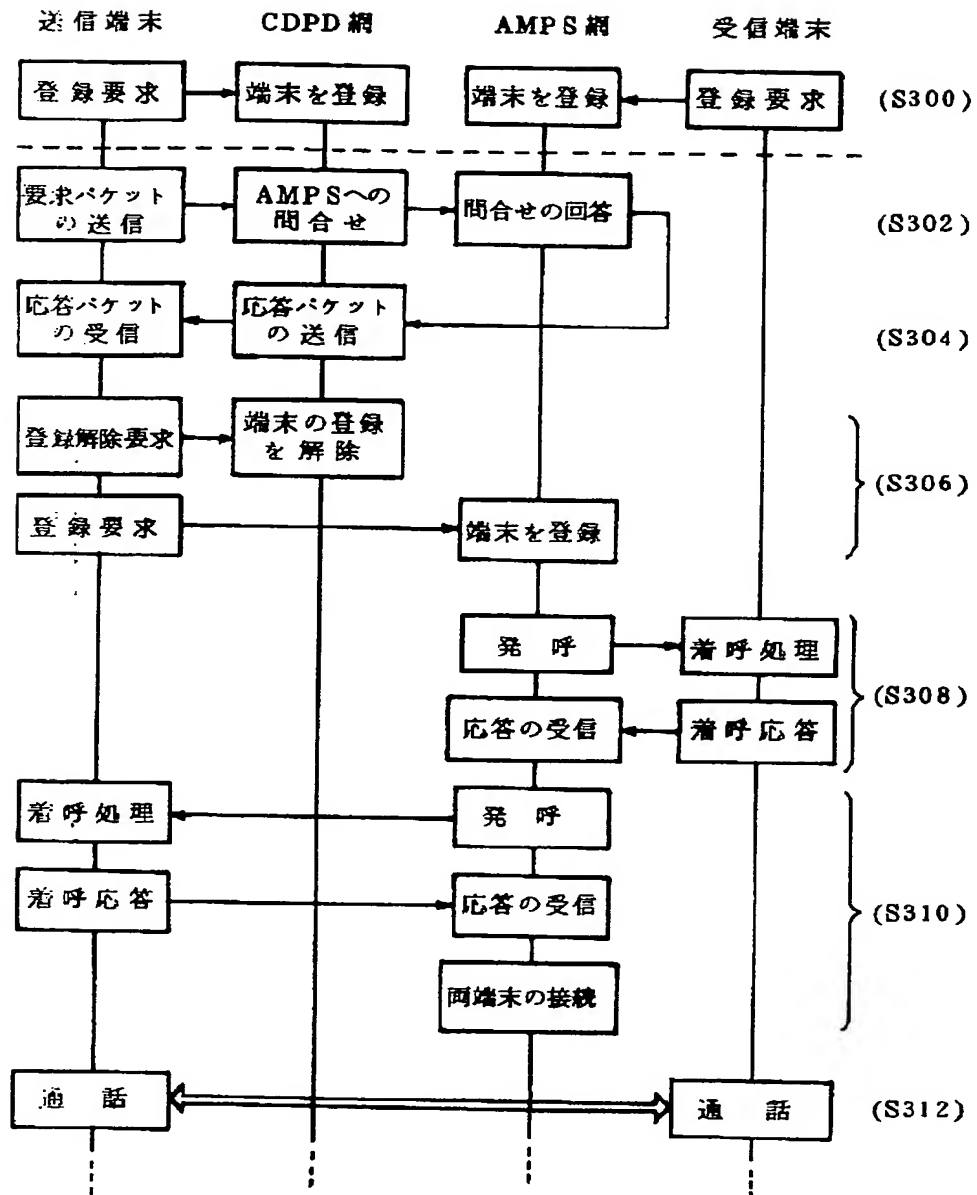 送信端末 CDPD網 AMPS網 受信端末
登録要求 端末を登録 端末を登録 登録要求 (S300)
要求パケット
の送信
AMPSへの
問合せ
問合せの回答
(S302)
応答パケット
の受信
応答パケット
の送信
(S304)
登録解除要求
端末の登録
を解除
(S306)
登録要求 端末を登録
発呼 着呼処理
(S308)
応答の受信 着呼応答
着呼処理 発呼
着呼応答 応答の受信
(S310)
両端末の接続
通話 通話 (S312)